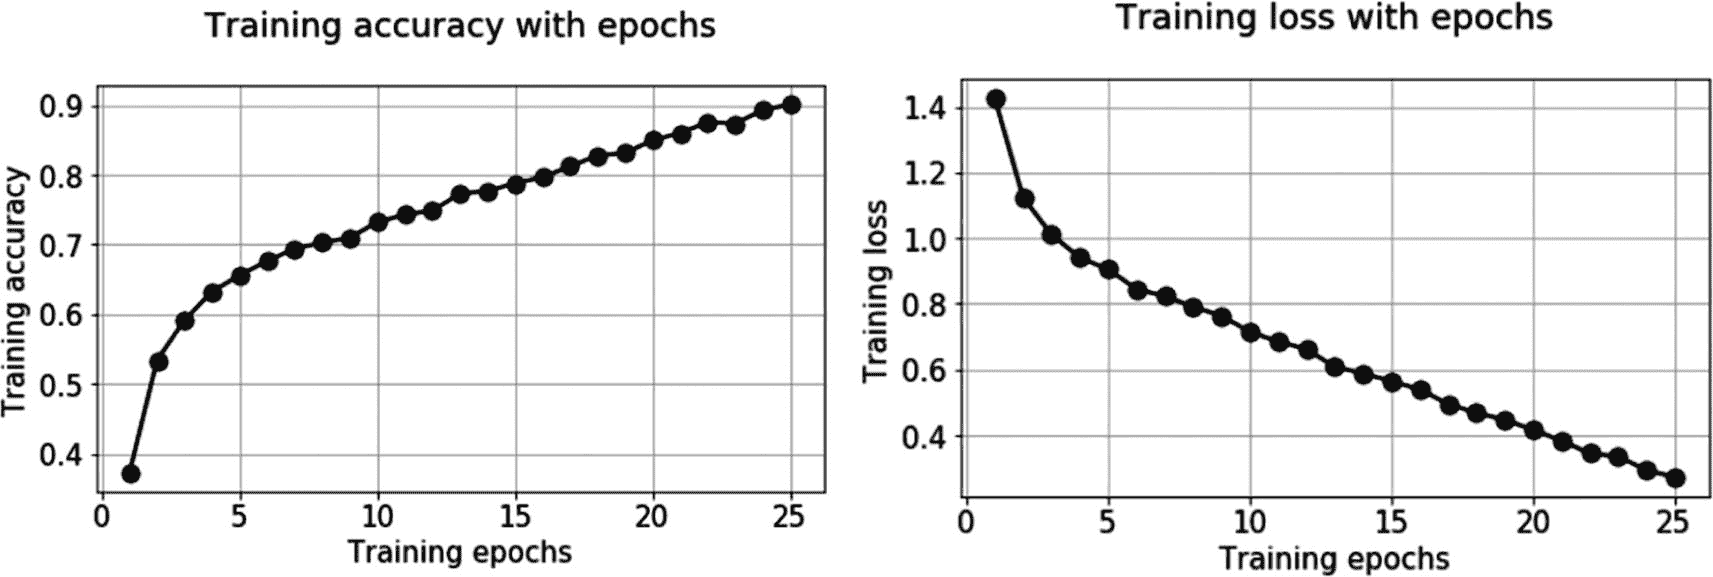 Training accuracy with epochs
0.9
0.8
0.7
0.6
0.5
0.4
Training accuracy
0 5 10 15 20 25
Training epochs
Training loss with epochs
1.4
1.2
1.0
0.8
0.6
0.4
Training loss
0 5 10 15 20 25
Training epochs